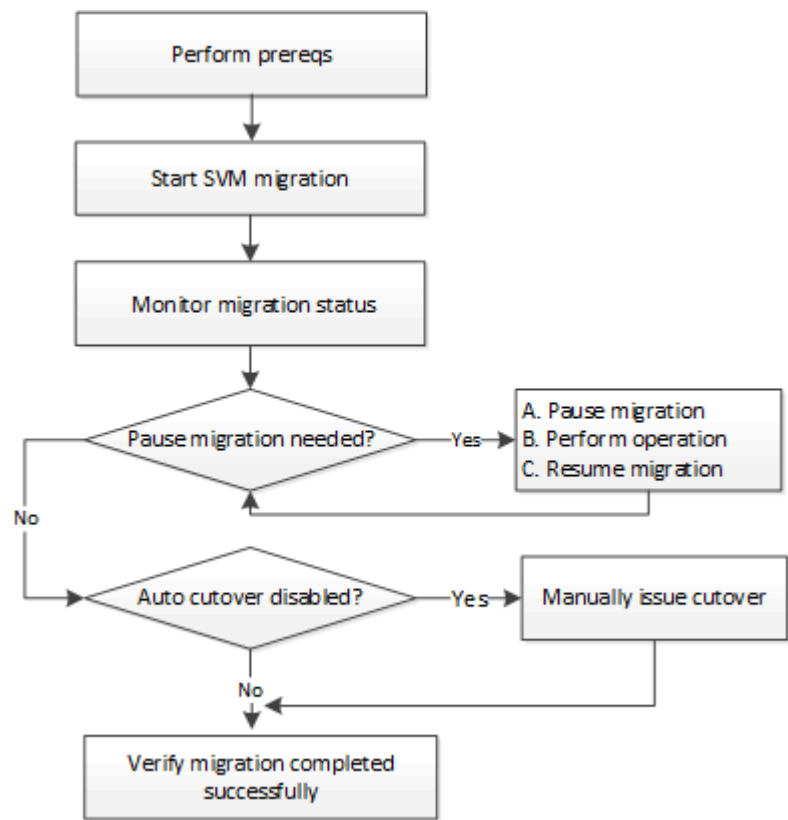 Perform prereqs
Start SVM migration
Monitor migration status
Pause migration needed?
Yes
A. Pause migration
B. Perform operation
C. Resume migration
No
Auto cutover disabled?
Yes
Manually issue cutover
No
Verify migration completed
successfully